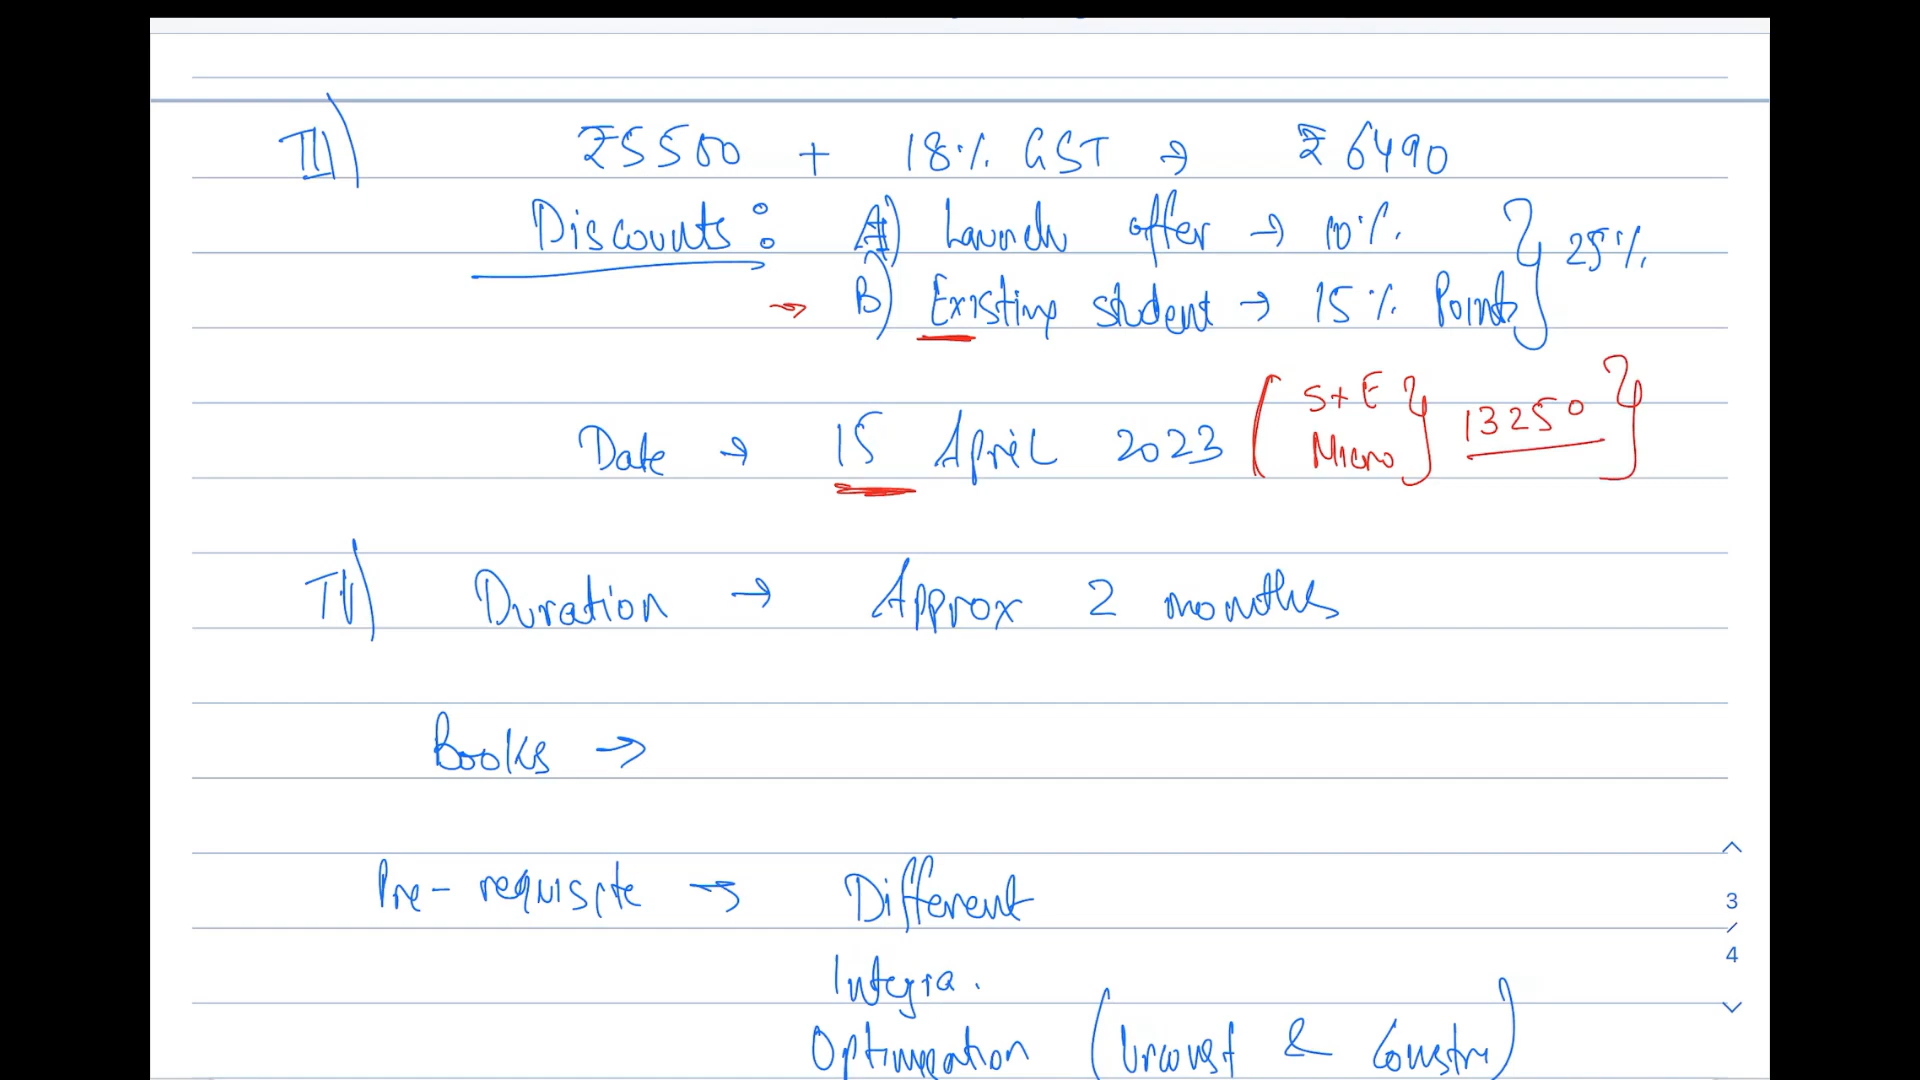 III) ₹5500 + 18% GST → ₹6490
Discounts: A) Launch offer → 10% } 25%
→ B) Existing student → 15% Points
Date → 15 April 2023 [ S+E Micro } 13250 }
IV) Duration → Approx 2 months
Books →
Pre-requisite → Different
Integra.
Optimization (Unconst & Constra)
3
/
4